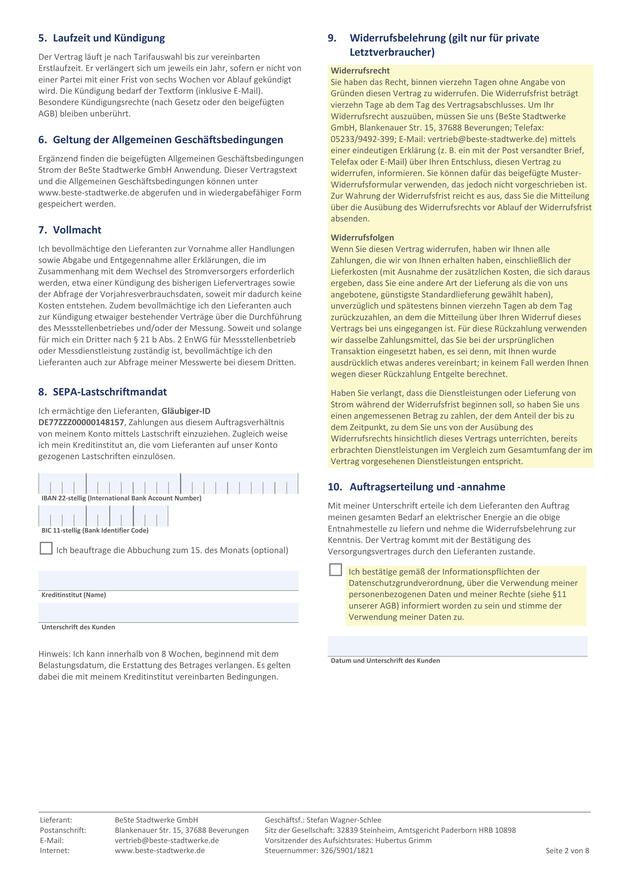 5. Laufzeit und Kündigung
Der Vertrag läuft je nach Tarifauswahl bis zur vereinbarten
Erstlaufzeit. Er verlängert sich um jeweils ein Jahr, sofern er nicht von
einer Partei mit einer Frist von sechs Wochen vor Ablauf gekündigt
wird. Die Kündigung bedarf der Textform (inklusive E-Mail).
Besondere Kündigungsrechte (nach Gesetz oder den beigefügten
AGB) bleiben unberührt.
6. Geltung der Allgemeinen Geschäftsbedingungen
Ergänzend finden die beigefügten Allgemeinen Geschäftsbedingungen
Strom der BeSte Stadtwerke GmbH Anwendung. Dieser Vertragstext
und die Allgemeinen Geschäftsbedingungen können unter
www.beste-stadtwerke.de abgerufen und in wiedergabefähiger Form
gespeichert werden.
7. Vollmacht
Ich bevollmächtige den Lieferanten zur Vornahme aller Handlungen
sowie Abgabe und Entgegennahme aller Erklärungen, die im
Zusammenhang mit dem Wechsel des Stromversorgers erforderlich
werden, etwa einer Kündigung des bisherigen Liefervertrages sowie
der Abfrage der Vorjahresverbrauchsdaten, soweit mir dadurch keine
Kosten entstehen. Zudem bevollmächtige ich den Lieferanten auch
zur Kündigung etwaiger bestehender Verträge über die Durchführung
des Messstellenbetriebes und/oder der Messung. Soweit und solange
für mich ein Dritter nach § 21 b Abs. 2 EnWG für Messstellenbetrieb
oder Messdienstleistung zuständig ist, bevollmächtige ich den
Lieferanten auch zur Abfrage meiner Messwerte bei diesem Dritten.
8. SEPA-Lastschriftmandat
Ich ermächtige den Lieferanten, Gläubiger-ID
DE77ZZZ00000148157, Zahlungen aus diesem Auftragsverhältnis
von meinem Konto mittels Lastschrift einzuziehen. Zugleich weise
ich mein Kreditinstitut an, die vom Lieferanten auf unser Konto
gezogenen Lastschriften einzulösen.
IBAN 22-stellig (International Bank Account Number)
BIC 11-stellig (Bank Identifier Code)
Ich beauftrage die Abbuchung zum 15. des Monats (optional)
Kreditinstitut (Name)
Unterschrift des Kunden
Hinweis: Ich kann innerhalb von 8 Wochen, beginnend mit dem
Belastungsdatum, die Erstattung des Betrages verlangen. Es gelten
dabei die mit meinem Kreditinstitut vereinbarten Bedingungen.
9. Widerrufsbelehrung (gilt nur für private
Letztverbraucher)
Widerrufsrecht
Sie haben das Recht, binnen vierzehn Tagen ohne Angabe von
Gründen diesen Vertrag zu widerrufen. Die Widerrufsfrist beträgt
vierzehn Tage ab dem Tag des Vertragsabschlusses. Um Ihr
Widerrufsrecht auszuüben, müssen Sie uns (BeSte Stadtwerke
GmbH, Blankenauer Str. 15, 37688 Beverungen; Telefax:
05233/9492-399; E-Mail: vertrieb@beste-stadtwerke.de) mittels
einer eindeutigen Erklärung (z. B. ein mit der Post versandter Brief,
Telefax oder E-Mail) über Ihren Entschluss, diesen Vertrag zu
widerrufen, informieren. Sie können dafür das beigefügte Muster-
Widerrufsformular verwenden, das jedoch nicht vorgeschrieben ist.
Zur Wahrung der Widerrufsfrist reicht es aus, dass Sie die Mitteilung
über die Ausübung des Widerrufsrechts vor Ablauf der Widerrufsfrist
absenden.
Widerrufsfolgen
Wenn Sie diesen Vertrag widerrufen, haben wir Ihnen alle
Zahlungen, die wir von Ihnen erhalten haben, einschließlich der
Lieferkosten (mit Ausnahme der zusätzlichen Kosten, die sich daraus
ergeben, dass Sie eine andere Art der Lieferung als die von uns
angebotene, günstigste Standardlieferung gewählt haben),
unverzüglich und spätestens binnen vierzehn Tagen ab dem Tag
zurückzuzahlen, an dem die Mitteilung über Ihren Widerruf dieses
Vertrags bei uns eingegangen ist. Für diese Rückzahlung verwenden
wir dasselbe Zahlungsmittel, das Sie bei der ursprünglichen
Transaktion eingesetzt haben, es sei denn, mit Ihnen wurde
ausdrücklich etwas anderes vereinbart; in keinem Fall werden Ihnen
wegen dieser Rückzahlung Entgelte berechnet.
Haben Sie verlangt, dass die Dienstleistungen oder Lieferung von
Strom während der Widerrufsfrist beginnen soll, so haben Sie uns
einen angemessenen Betrag zu zahlen, der dem Anteil der bis zu
dem Zeitpunkt, zu dem Sie uns von der Ausübung des
Widerrufsrechts hinsichtlich dieses Vertrags unterrichten, bereits
erbrachten Dienstleistungen im Vergleich zum Gesamtumfang der im
Vertrag vorgesehenen Dienstleistungen entspricht.
10. Auftragserteilung und -annahme
Mit meiner Unterschrift erteile ich dem Lieferanten den Auftrag
meinen gesamten Bedarf an elektrischer Energie an die obige
Entnahmestelle zu liefern und nehme die Widerrufsbelehrung zur
Kenntnis. Der Vertrag kommt mit der Bestätigung des
Versorgungsvertrages durch den Lieferanten zustande.
Ich bestätige gemäß der Informationspflichten der
Datenschutzgrundverordnung, über die Verwendung meiner
personenbezogenen Daten und meiner Rechte (siehe §11
unserer AGB) informiert worden zu sein und stimme der
Verwendung meiner Daten zu.
Datum und Unterschrift des Kunden
Lieferant: BeSte Stadtwerke GmbH Geschäftsf.: Stefan Wagner-Schlee
Postanschrift: Blankenauer Str. 15, 37688 Beverungen Sitz der Gesellschaft: 32839 Steinheim, Amtsgericht Paderborn HRB 10898
E-Mail: vertrieb@beste-stadtwerke.de Vorsitzender des Aufsichtsrates: Hubertus Grimm
Internet: www.beste-stadtwerke.de Steuernummer: 326/5901/1821 Seite 2 von 8